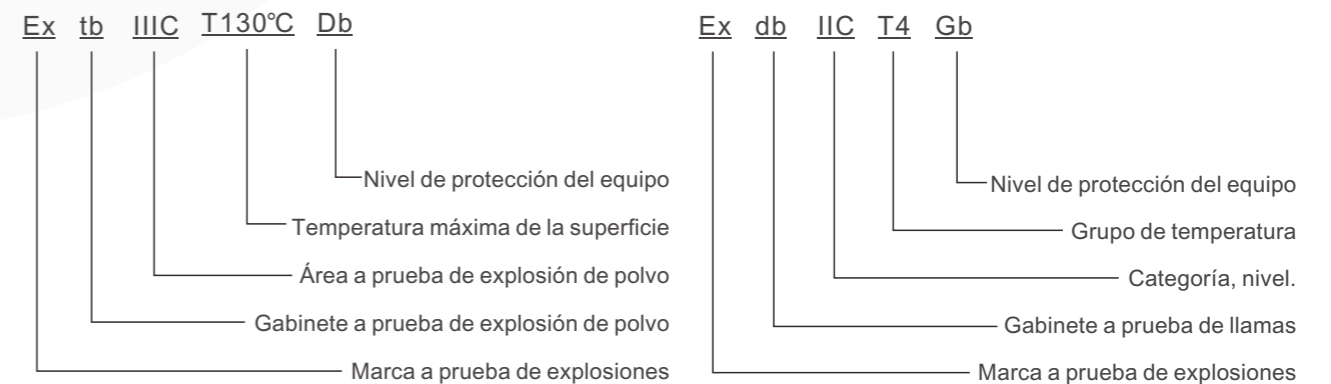 Ex tb IIIC T130℃ Db
Nivel de protección del equipo
Temperatura máxima de la superficie
Área a prueba de explosión de polvo
Gabinete a prueba de explosión de polvo
Marca a prueba de explosiones
Ex db IIC T4 Gb
Nivel de protección del equipo
Grupo de temperatura
Categoría, nivel.
Gabinete a prueba de llamas
Marca a prueba de explosiones